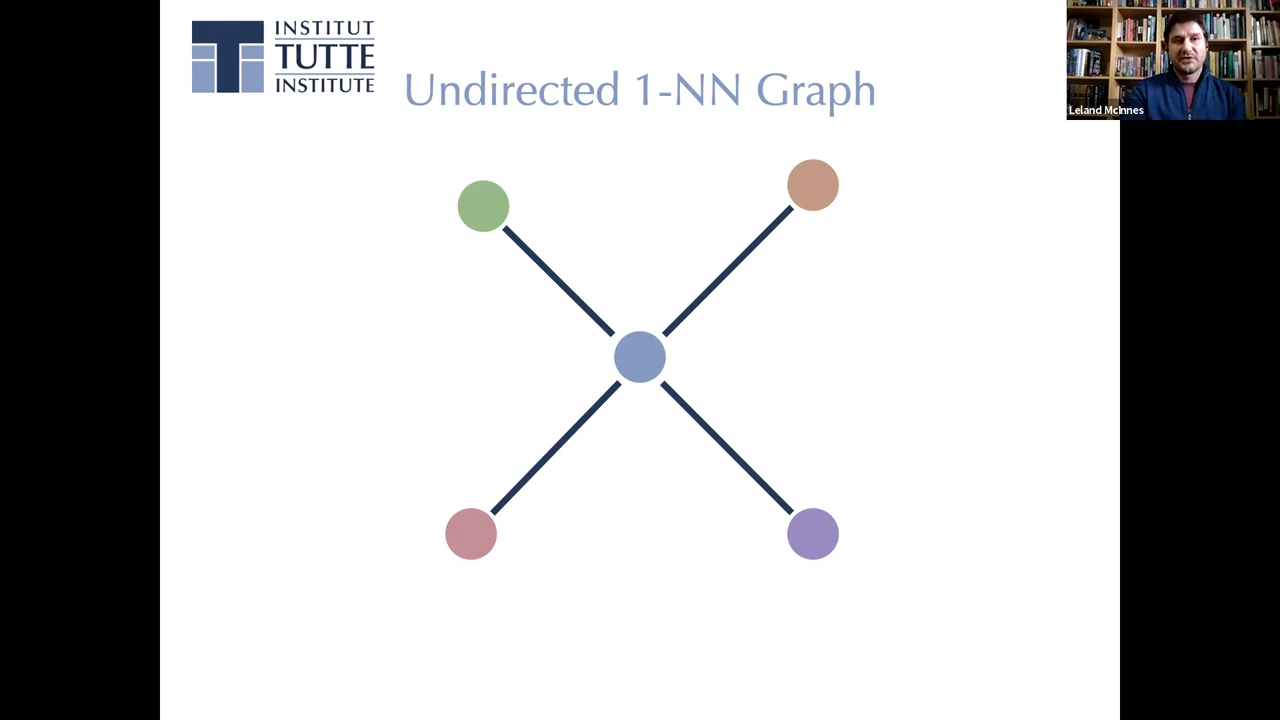 INSTITUT
TUTTE
INSTITUTE
Undirected 1-NN Graph
Leland McInnes